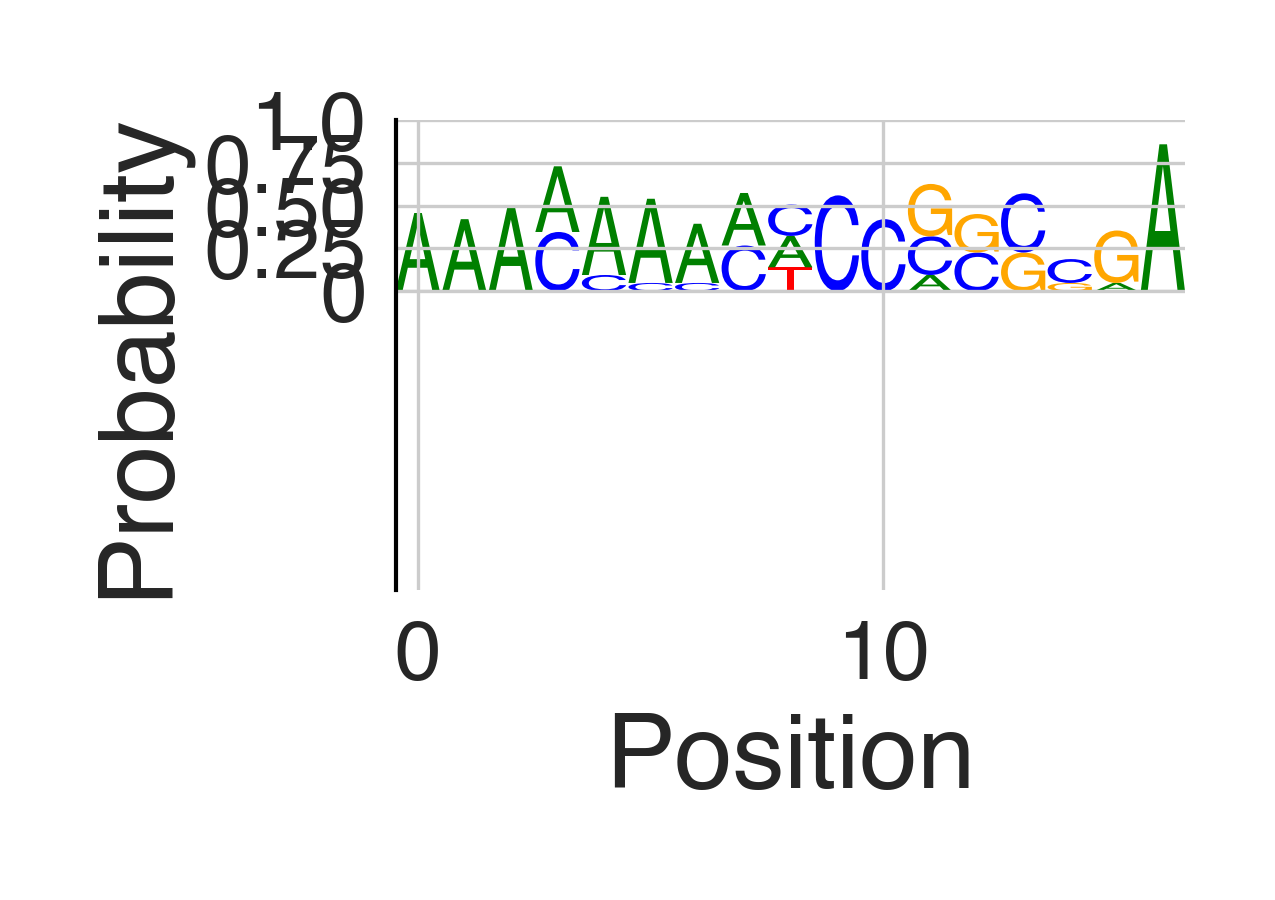 Probability
1.0
0.75
0.50
0.25
0
A A A A A A A A C C C G G C C G A
C C C C C A C C G G A
T A
0 10
Position